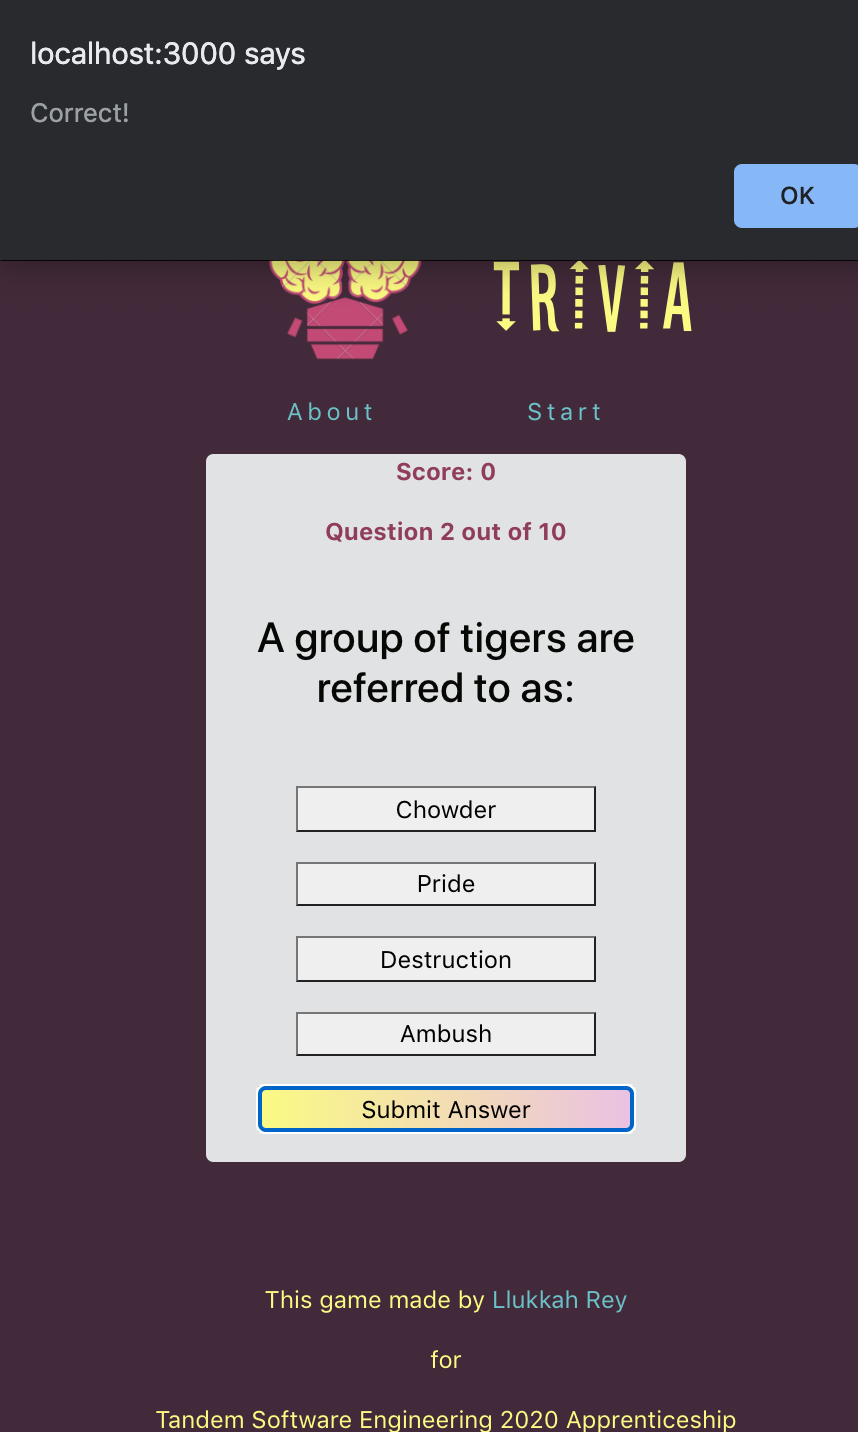 localhost:3000 says
Correct!
OK
TRIVIA
About
Start
Score: 0
Question 2 out of 10
A group of tigers are
referred to as:
Chowder
Pride
Destruction
Ambush
Submit Answer
This game made by Llukkah Rey
for
Tandem Software Engineering 2020 Apprenticeship